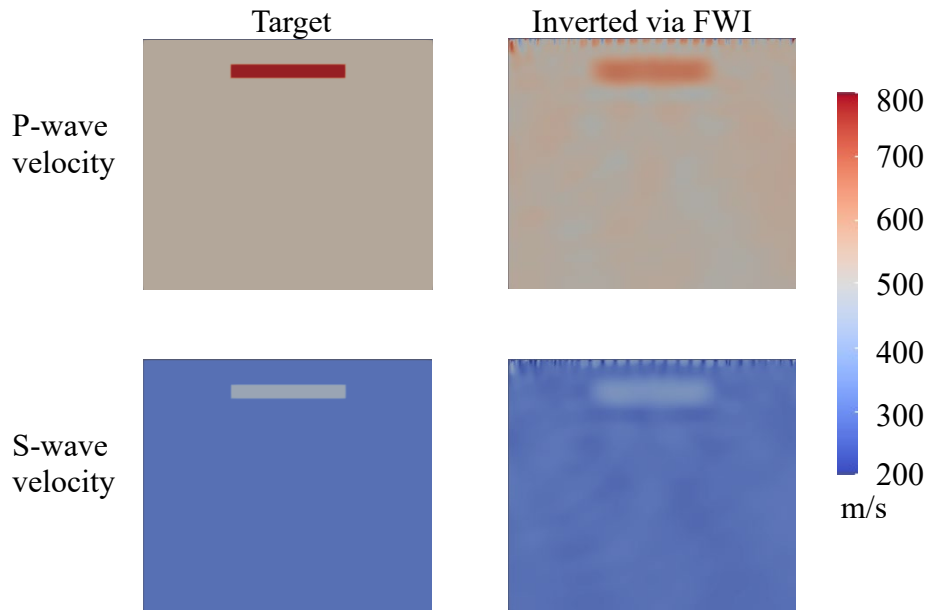 Target
Inverted via FWI
P-wave
velocity
S-wave
velocity
800
700
600
500
400
300
200
m/s